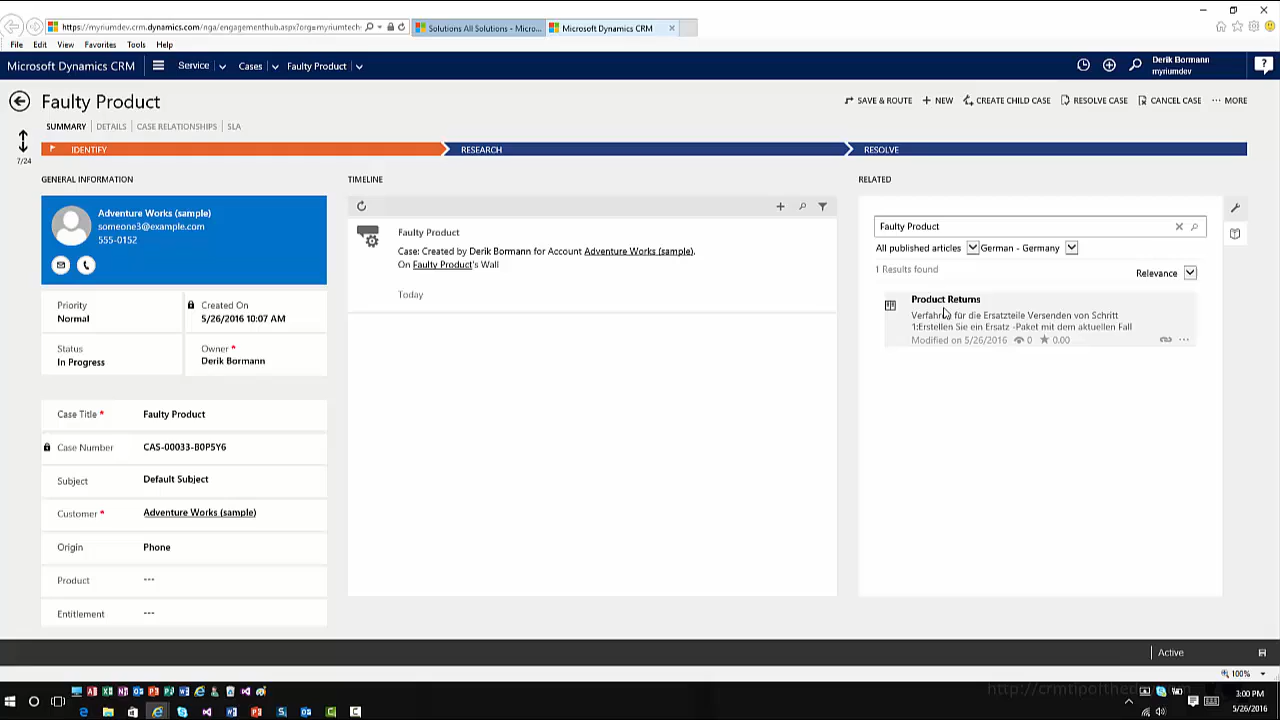 https://myriumdev.crm.dynamics.com/nga/engagementhub.aspx?org=myriumtech
Solutions All Solutions - Micro...
Microsoft Dynamics CRM
File Edit View Favorites Tools Help
Microsoft Dynamics CRM
Service
Cases
Faulty Product
Derik Bormann
myriumdev
Faulty Product
SAVE & ROUTE
NEW
CREATE CHILD CASE
RESOLVE CASE
CANCEL CASE
... MORE
SUMMARY DETAILS CASE RELATIONSHIPS SLA
7/24
IDENTIFY
RESEARCH
RESOLVE
GENERAL INFORMATION
Adventure Works (sample)
someone3@example.com
555-0152
Priority
Normal
Created On
5/26/2016 10:07 AM
Status
In Progress
Owner *
Derik Bormann
Case Title * Faulty Product
Case Number CAS-00033-B0P5Y6
Subject Default Subject
Customer * Adventure Works (sample)
Origin Phone
Product ---
Entitlement ---
TIMELINE
Faulty Product
Case: Created by Derik Bormann for Account Adventure Works (sample).
On Faulty Product's Wall
Today
RELATED
Faulty Product
All published articles German - Germany
1 Results found
Relevance
Product Returns
Verfahren für die Ersatzteile Versenden von Schritt
1:Erstellen Sie ein Ersatz -Paket mit dem aktuellen Fall
Modified on 5/26/2016 0 0.00
Active
100%
3:00 PM
5/26/2016